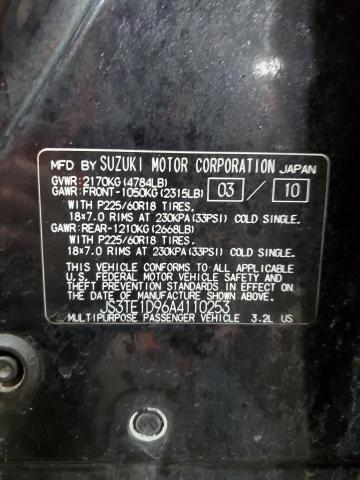 MFD BY SUZUKI MOTOR CORPORATION JAPAN
GVWR:2170KG(4784LB)
GAWR:FRONT-1050KG(2315LB) 03 / 10
WITH P225/60R18 TIRES,
18×7.0 RIMS AT 230KPA(33PSI) COLD SINGLE.
GAWR:REAR-1210KG(2668LB)
WITH P225/60R18 TIRES,
18×7.0 RIMS AT 230KPA(33PSI) COLD SINGLE.
THIS VEHICLE CONFORMS TO ALL APPLICABLE
U.S. FEDERAL MOTOR VEHICLE SAFETY AND
THEFT PREVENTION STANDARDS IN EFFECT
ON THE DATE OF MANUFACTURE SHOWN ABOVE.
JS3TE1D96A4110253
MULTIPURPOSE PASSENGER VEHICLE 3.2L US